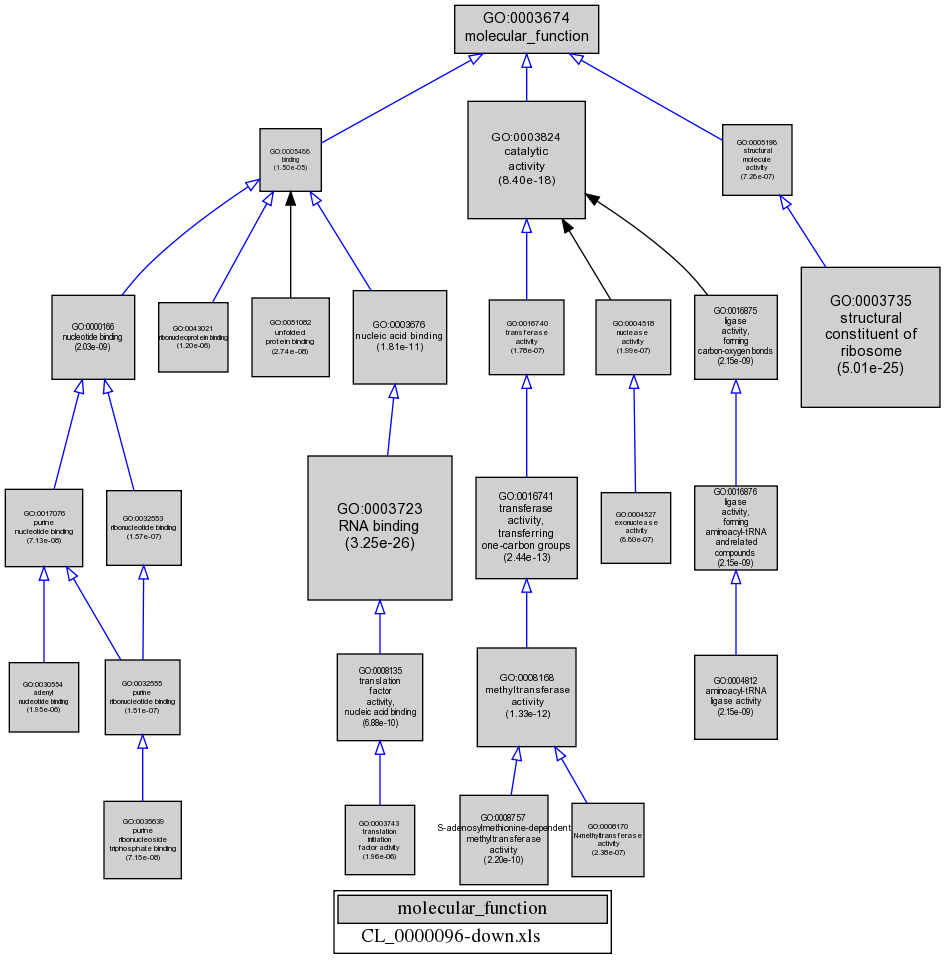 GO:0003674
molecular_function
GO:0005488
binding
(1.50e-05)
GO:0003824
catalytic
activity
(8.40e-18)
GO:0005198
structural
molecule
activity
(7.26e-07)
GO:0000166
nucleotide binding
(2.03e-09)
GO:0043021
ribonucleoprotein binding
(1.20e-06)
GO:0051082
unfolded
protein binding
(2.74e-08)
GO:0003676
nucleic acid binding
(1.81e-11)
GO:0016740
transferase
activity
(1.76e-07)
GO:0004518
nuclease
activity
(1.99e-07)
GO:0016875
ligase
activity,
forming
carbon-oxygen bonds
(2.15e-09)
GO:0003735
structural
constituent of
ribosome
(5.01e-25)
GO:0017076
purine
nucleotide binding
(7.13e-08)
GO:0032553
ribonucleotide binding
(1.57e-07)
GO:0003723
RNA binding
(3.25e-26)
GO:0016741
transferase
activity,
transferring
one-carbon groups
(2.44e-13)
GO:0004527
exonuclease
activity
(6.60e-07)
GO:0016876
ligase
activity,
forming
aminoacyl-tRNA
and related
compounds
(2.15e-09)
GO:0030554
adenyl
nucleotide binding
(1.95e-06)
GO:0032555
purine
ribonucleotide binding
(1.51e-07)
GO:0008135
translation
factor
activity,
nucleic acid binding
(6.88e-10)
GO:0008168
methyltransferase
activity
(1.33e-12)
GO:0004812
aminoacyl-tRNA
ligase activity
(2.15e-09)
GO:0035639
purine
ribonucleoside
triphosphate binding
(7.15e-08)
GO:0003743
translation
initiation
factor activity
(1.96e-06)
GO:0008757
S-adenosylmethionine-dependent
methyltransferase
activity
(2.20e-10)
GO:0008170
N-methyltransferase
activity
(2.38e-07)
molecular_function
CL_0000096-down.xls